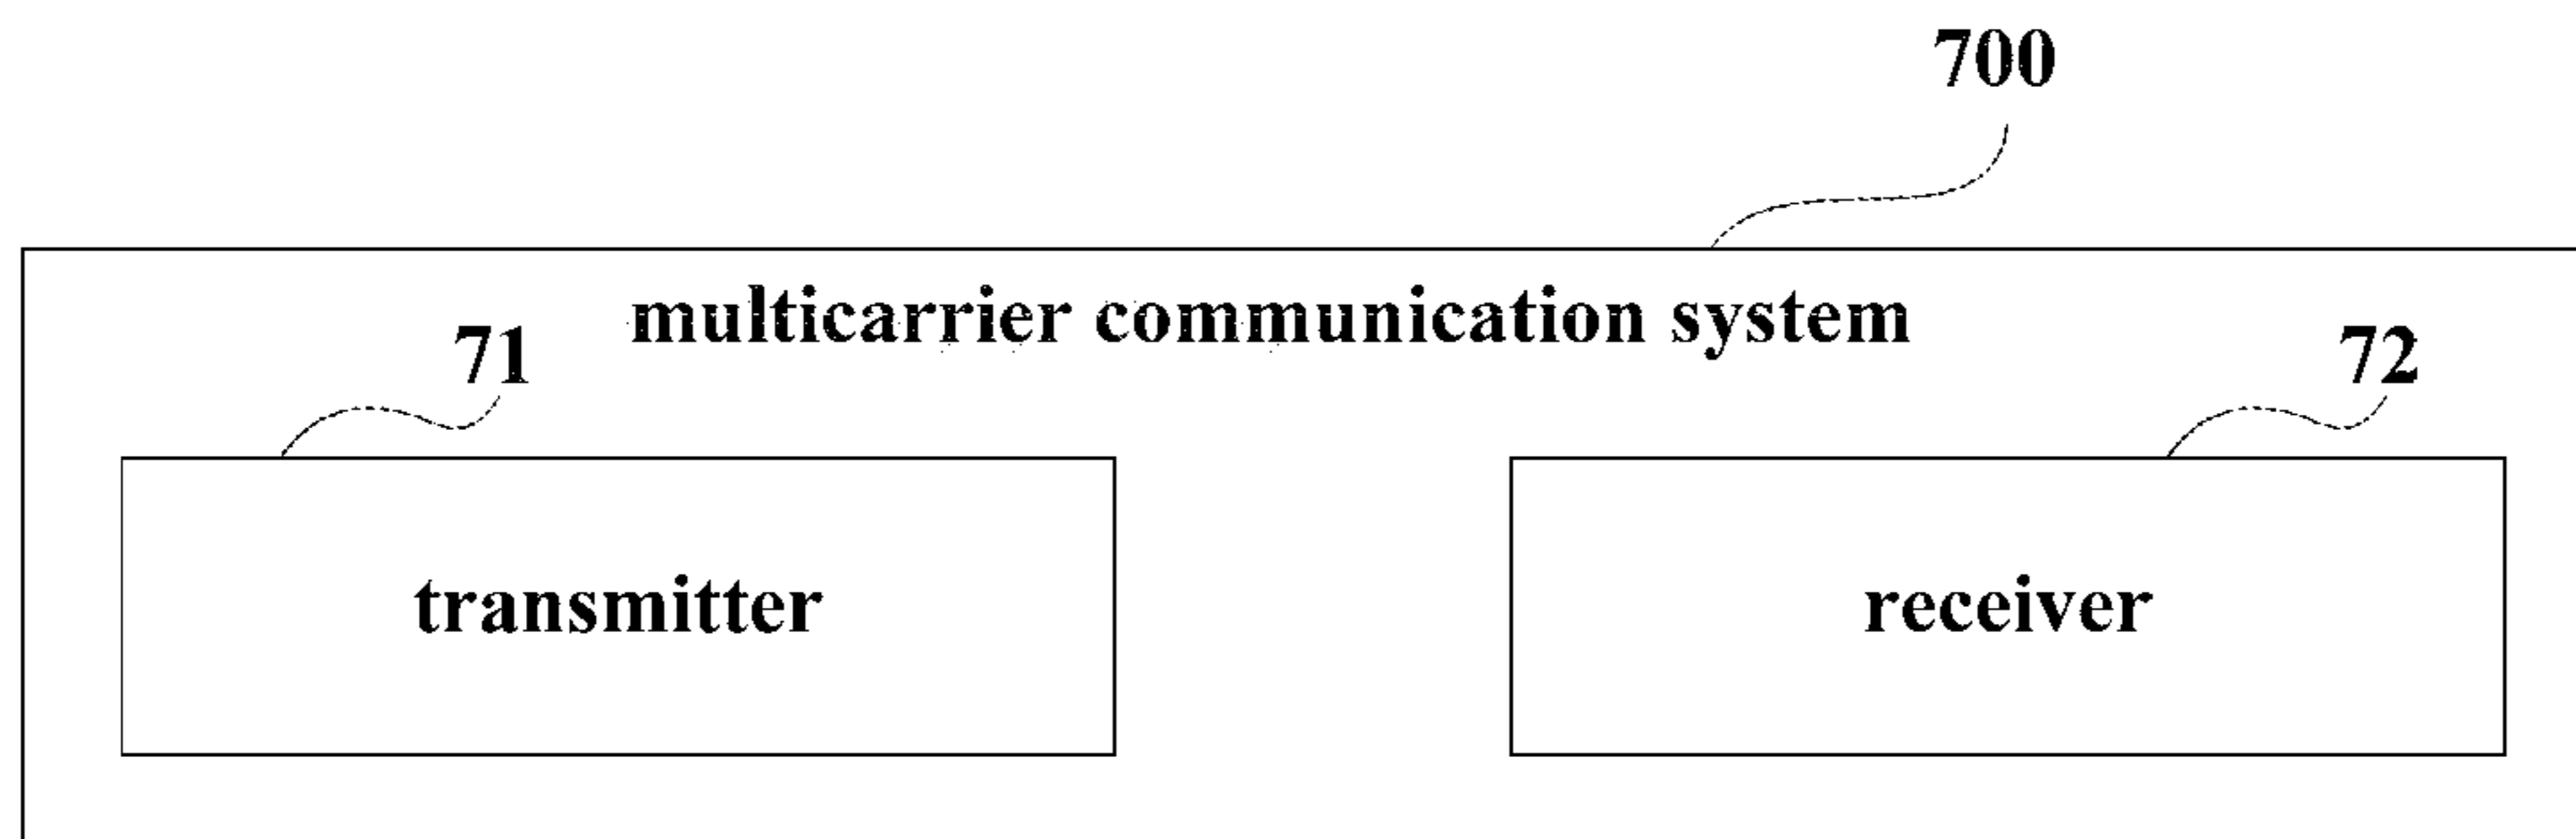 700
multicarrier communication system
71
72
transmitter
receiver